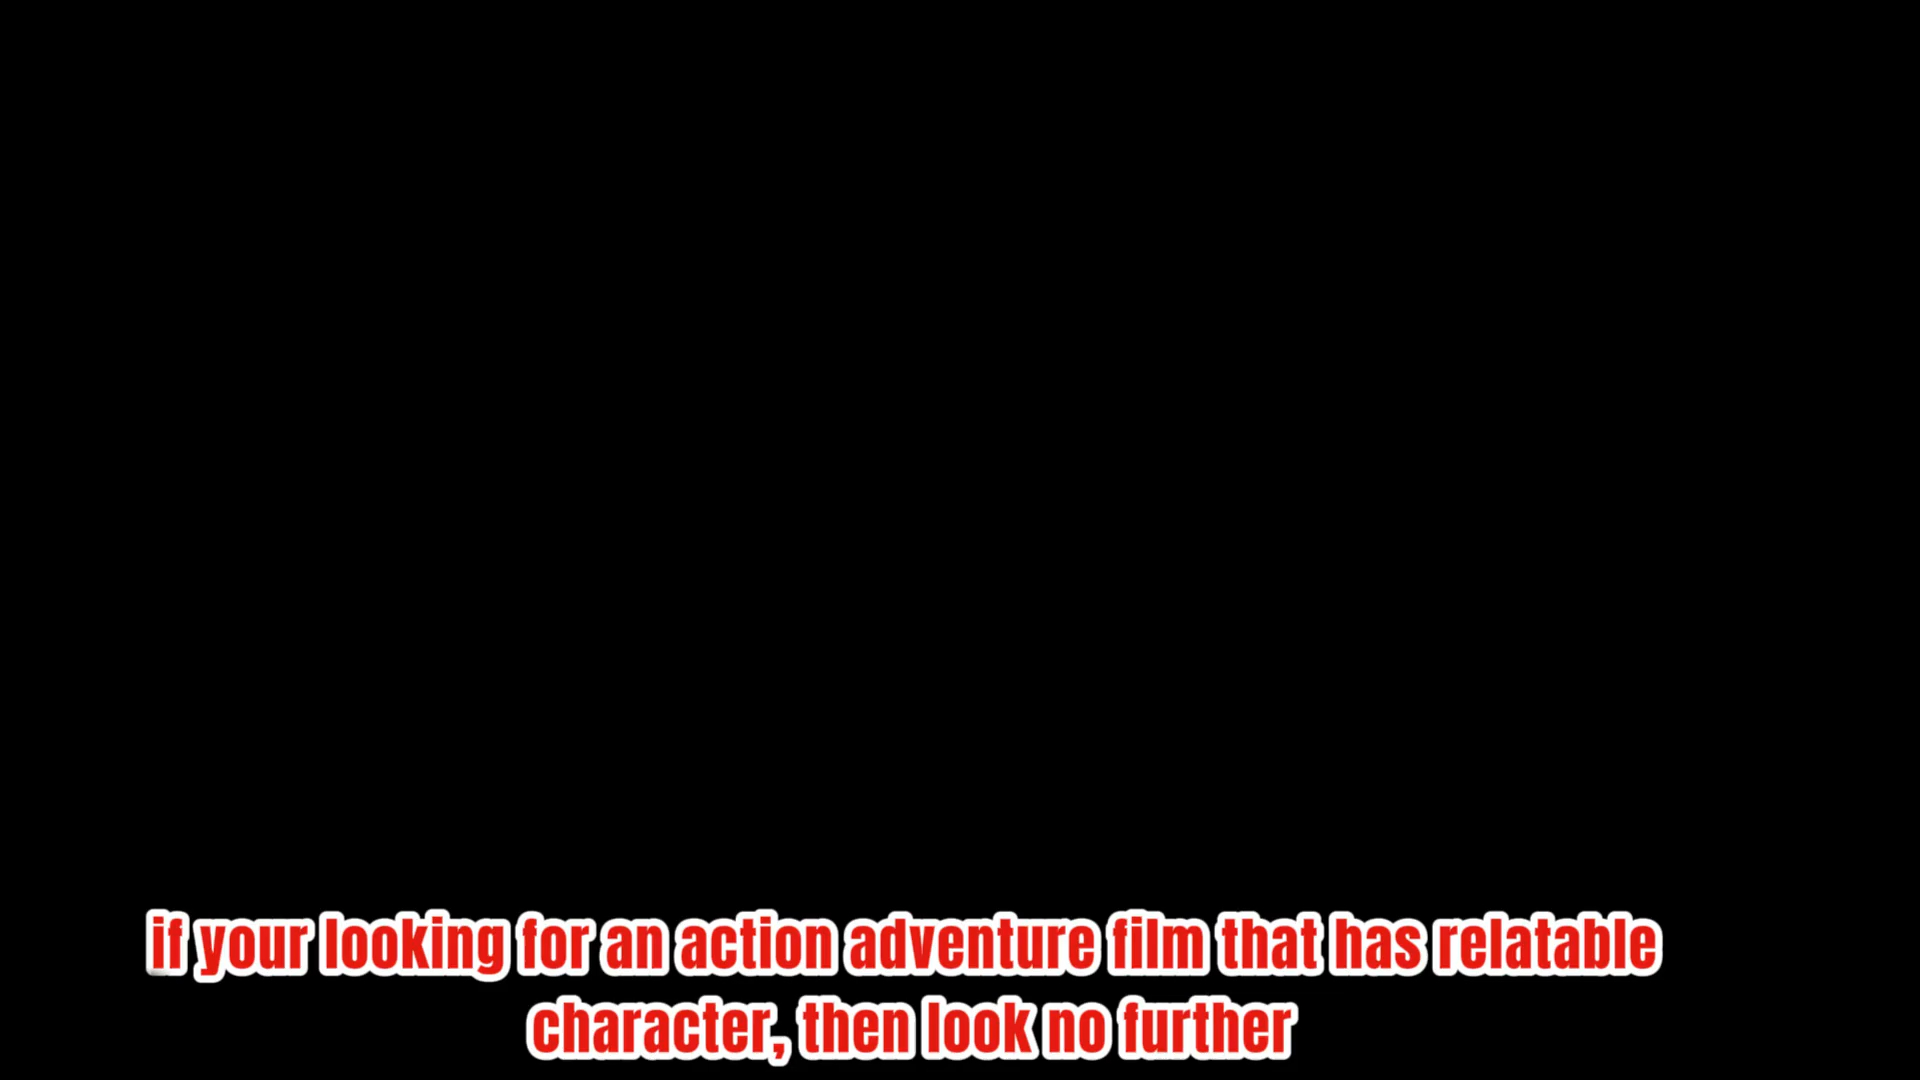 if your looking for an action adventure film that has relatable
character, then look no further